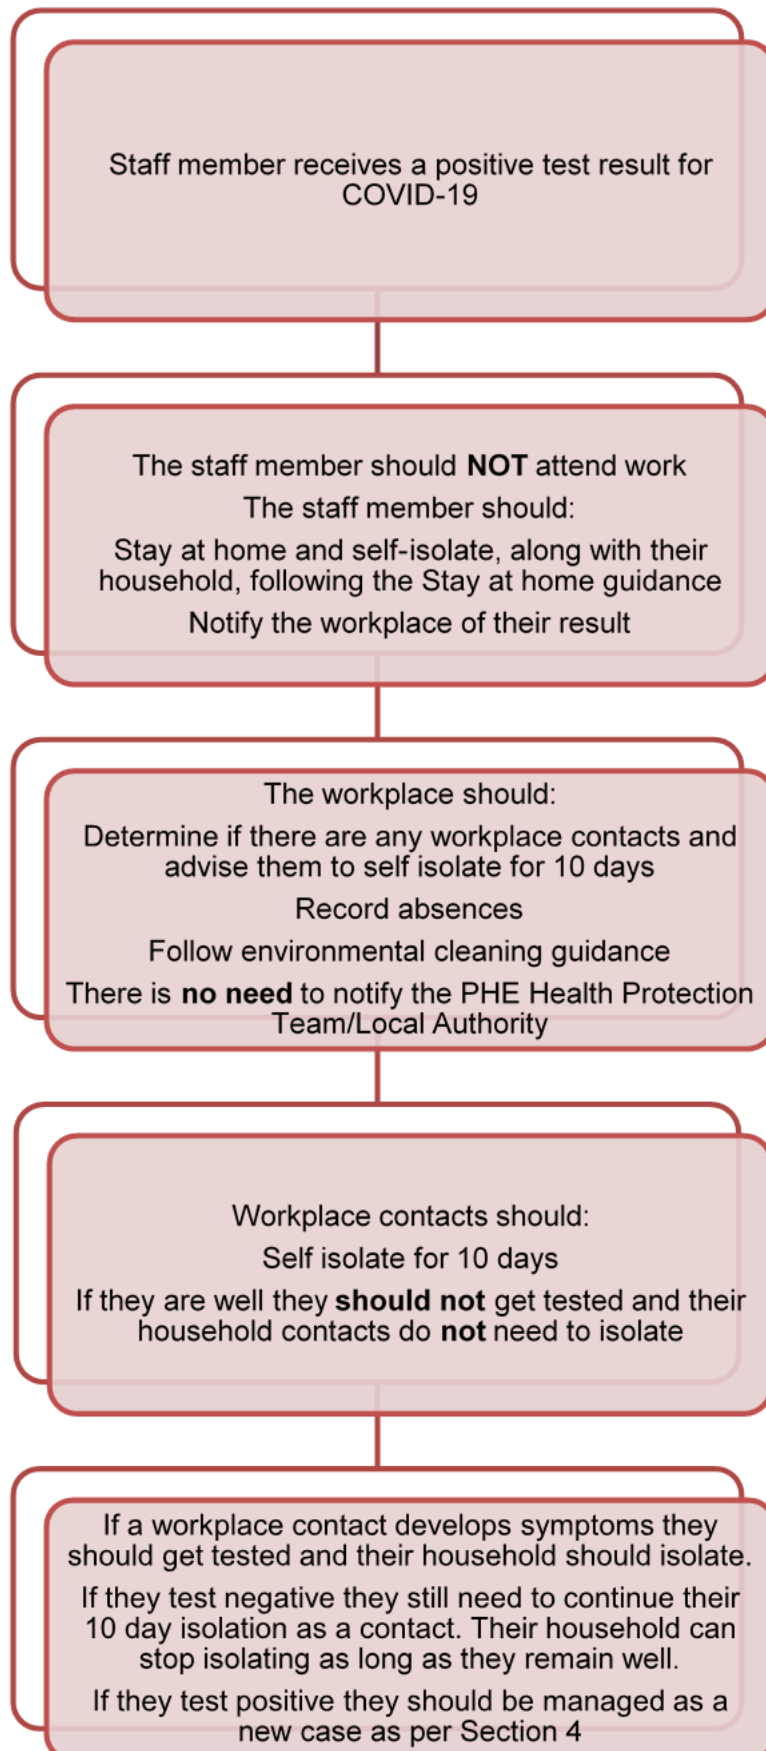 Staff member receives a positive test result for
COVID-19
The staff member should NOT attend work
The staff member should:
Stay at home and self-isolate, along with their
household, following the Stay at home guidance
Notify the workplace of their result
The workplace should:
Determine if there are any workplace contacts and
advise them to self isolate for 10 days
Record absences
Follow environmental cleaning guidance
There is no need to notify the PHE Health Protection
Team/Local Authority
Workplace contacts should:
Self isolate for 10 days
If they are well they should not get tested and their
household contacts do not need to isolate
If a workplace contact develops symptoms they
should get tested and their household should isolate.
If they test negative they still need to continue their
10 day isolation as a contact. Their household can
stop isolating as long as they remain well.
If they test positive they should be managed as a
new case as per Section 4